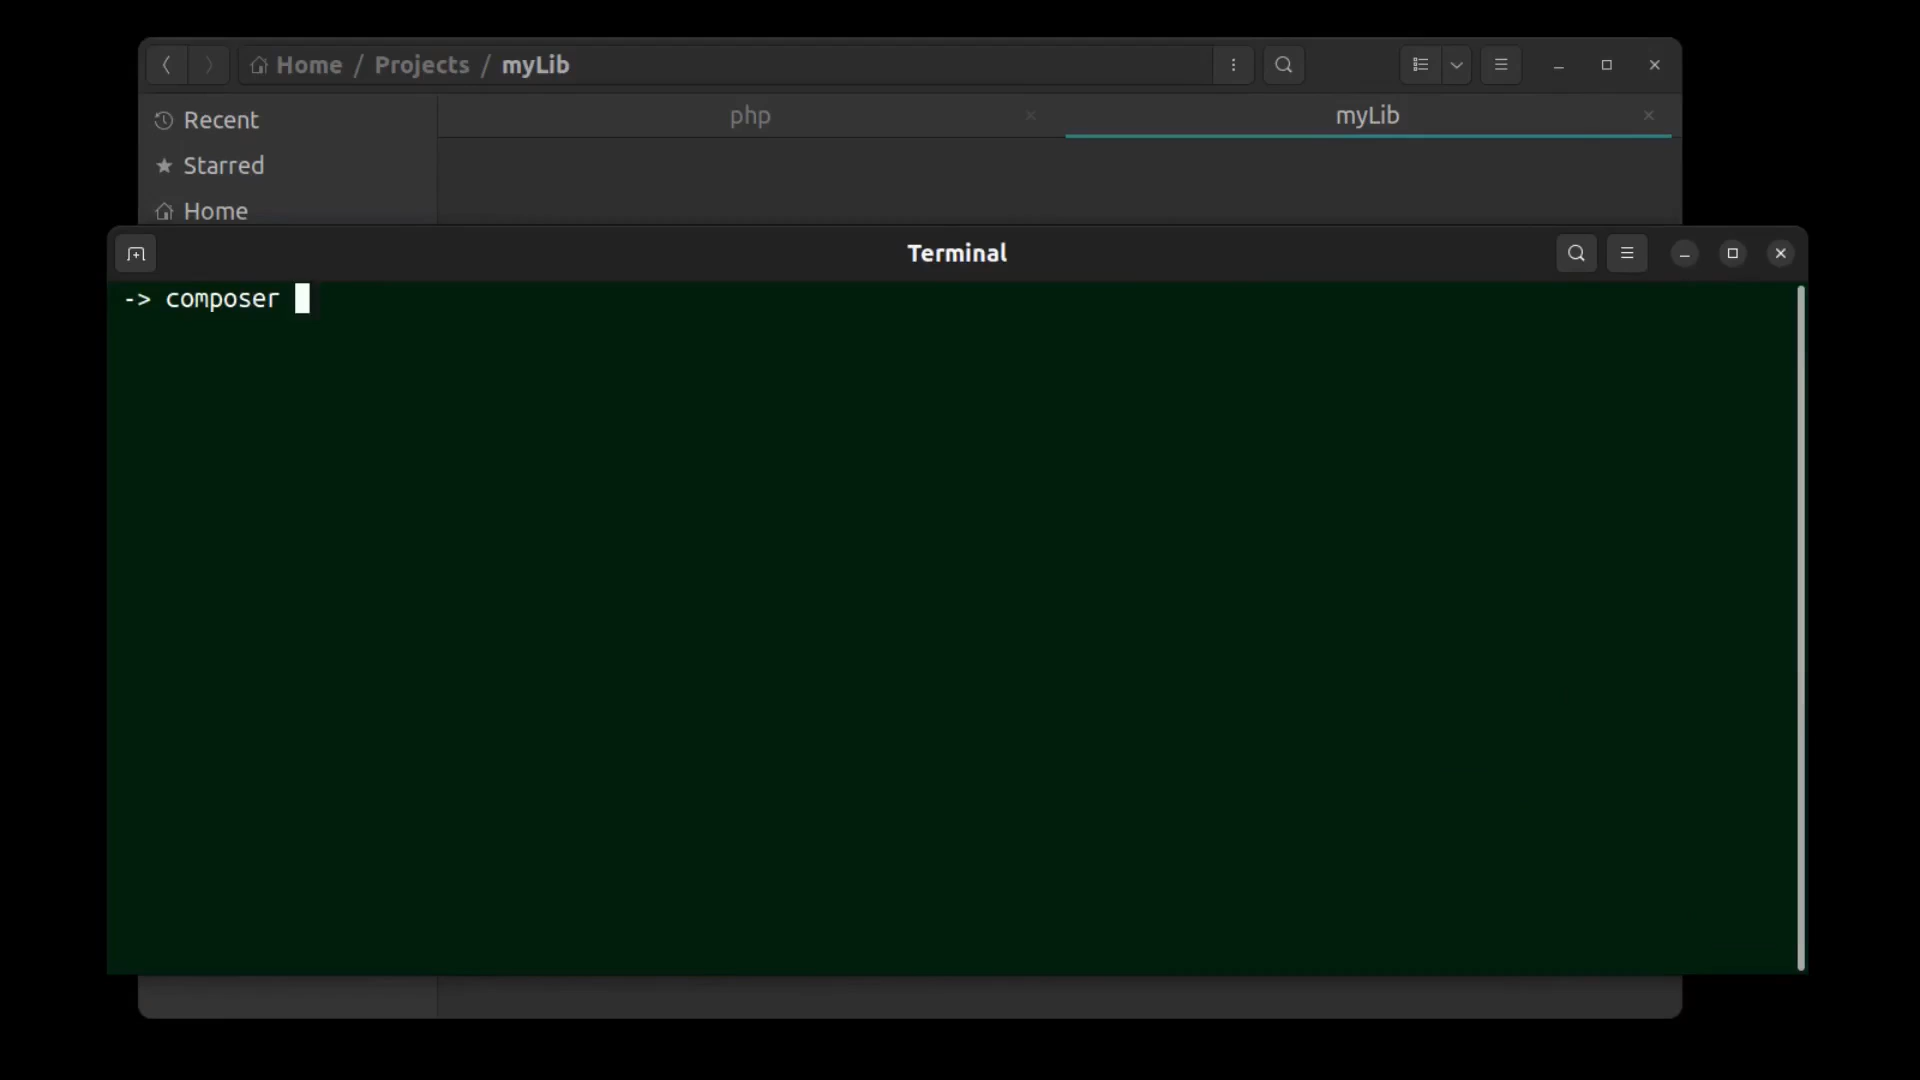 Home / Projects / myLib
php
myLib
Recent
Starred
Home
Terminal
-> composer